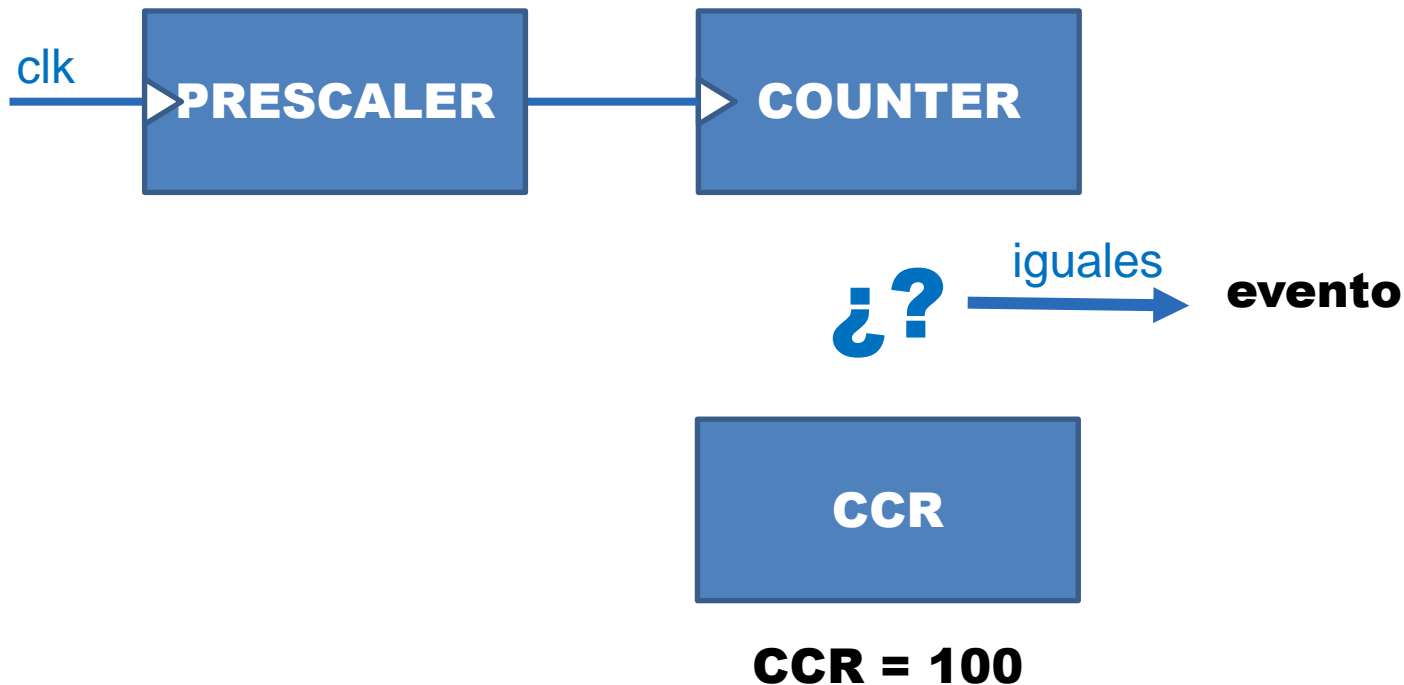 clk
PRESCALER
COUNTER
¿?
iguales
evento
CCR
CCR = 100